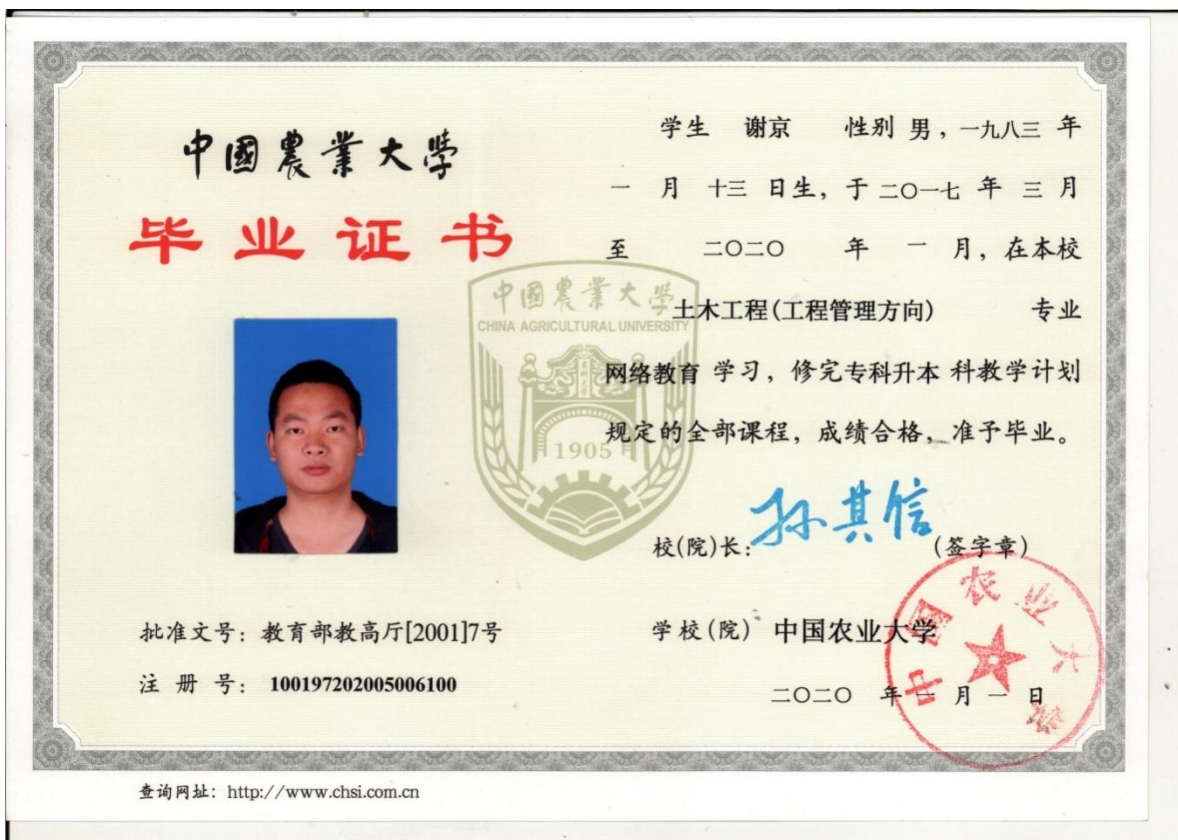 中國農業大學
毕业证书
学生 谢京 性别 男，一九八三 年
一 月 十三 日生，于 二〇一七 年 三 月
至 二〇二〇 年 一 月，在本校
土木工程(工程管理方向) 专业
网络教育 学习，修完专科升本 科教学计划
规定的全部课程，成绩合格，准予毕业。
中國農業大學
CHINA AGRICULTURAL UNIVERSITY
1905
孙其信
校(院)长： (签字章)
批准文号：教育部教高厅[2001]7号
注 册 号： 100197202005006100
学校(院) 中国农业大学
二〇二〇 年 一 月 一 日
中国农业大学
查询网址：http://www.chsi.com.cn